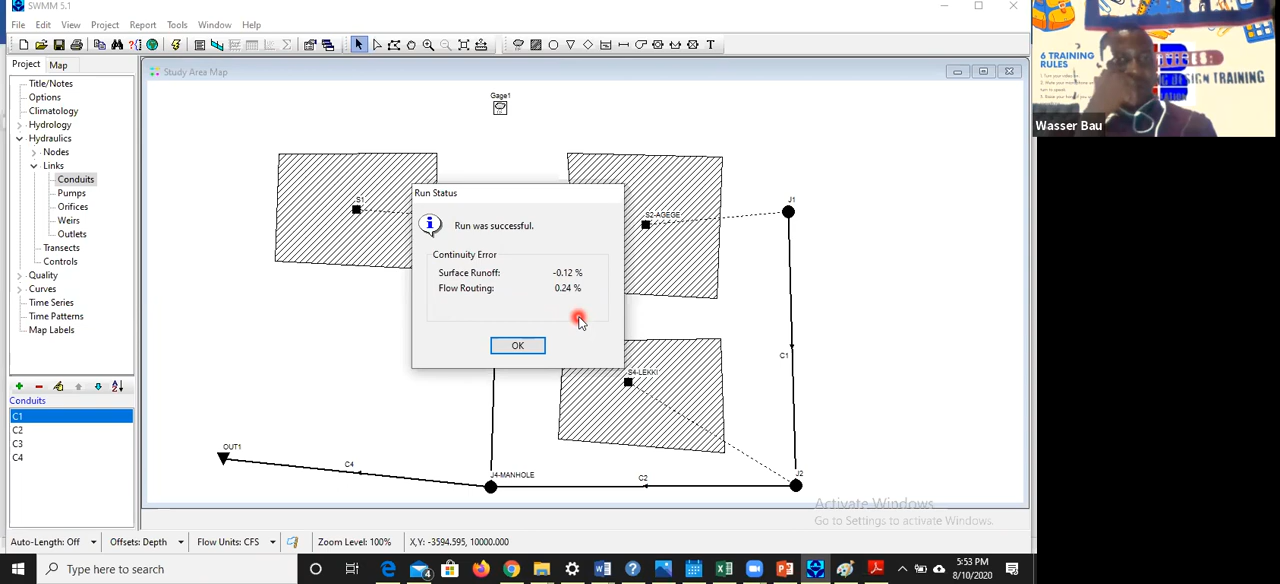 SWMM 5.1
File Edit View Project Report Tools Window Help
Project Map
Title/Notes
Options
Climatology
Hydrology
Hydraulics
Nodes
Links
Conduits
Pumps
Orifices
Weirs
Outlets
Transects
Controls
Quality
Curves
Time Series
Time Patterns
Map Labels
Conduits
C1
C2
C3
C4
Study Area Map
Gage1
S1
S2-AGEGE
J1
C1
S4-LEKKI
OUT1
C4
J4-MANHOLE
C2
J2
Run Status
Run was successful.
Continuity Error
Surface Runoff: -0.12 %
Flow Routing: 0.24 %
OK
Activate Windows
Go to Settings to activate Windows.
Auto-Length: Off Offsets: Depth Flow Units: CFS Zoom Level: 100% X,Y: -3594.595, 10000.000
Type here to search
4
5:53 PM
8/10/2020
6 TRAINING
RULES
DESIGN TRAINING
Wasser Bau